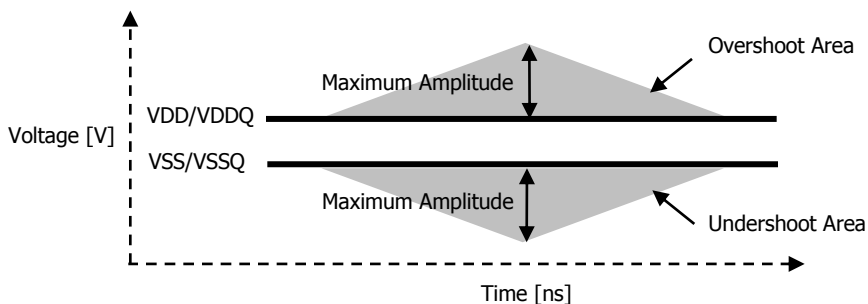 Overshoot Area
Maximum Amplitude
VDD/VDDQ
Voltage [V]
VSS/VSSQ
Maximum Amplitude
Undershoot Area
Time [ns]